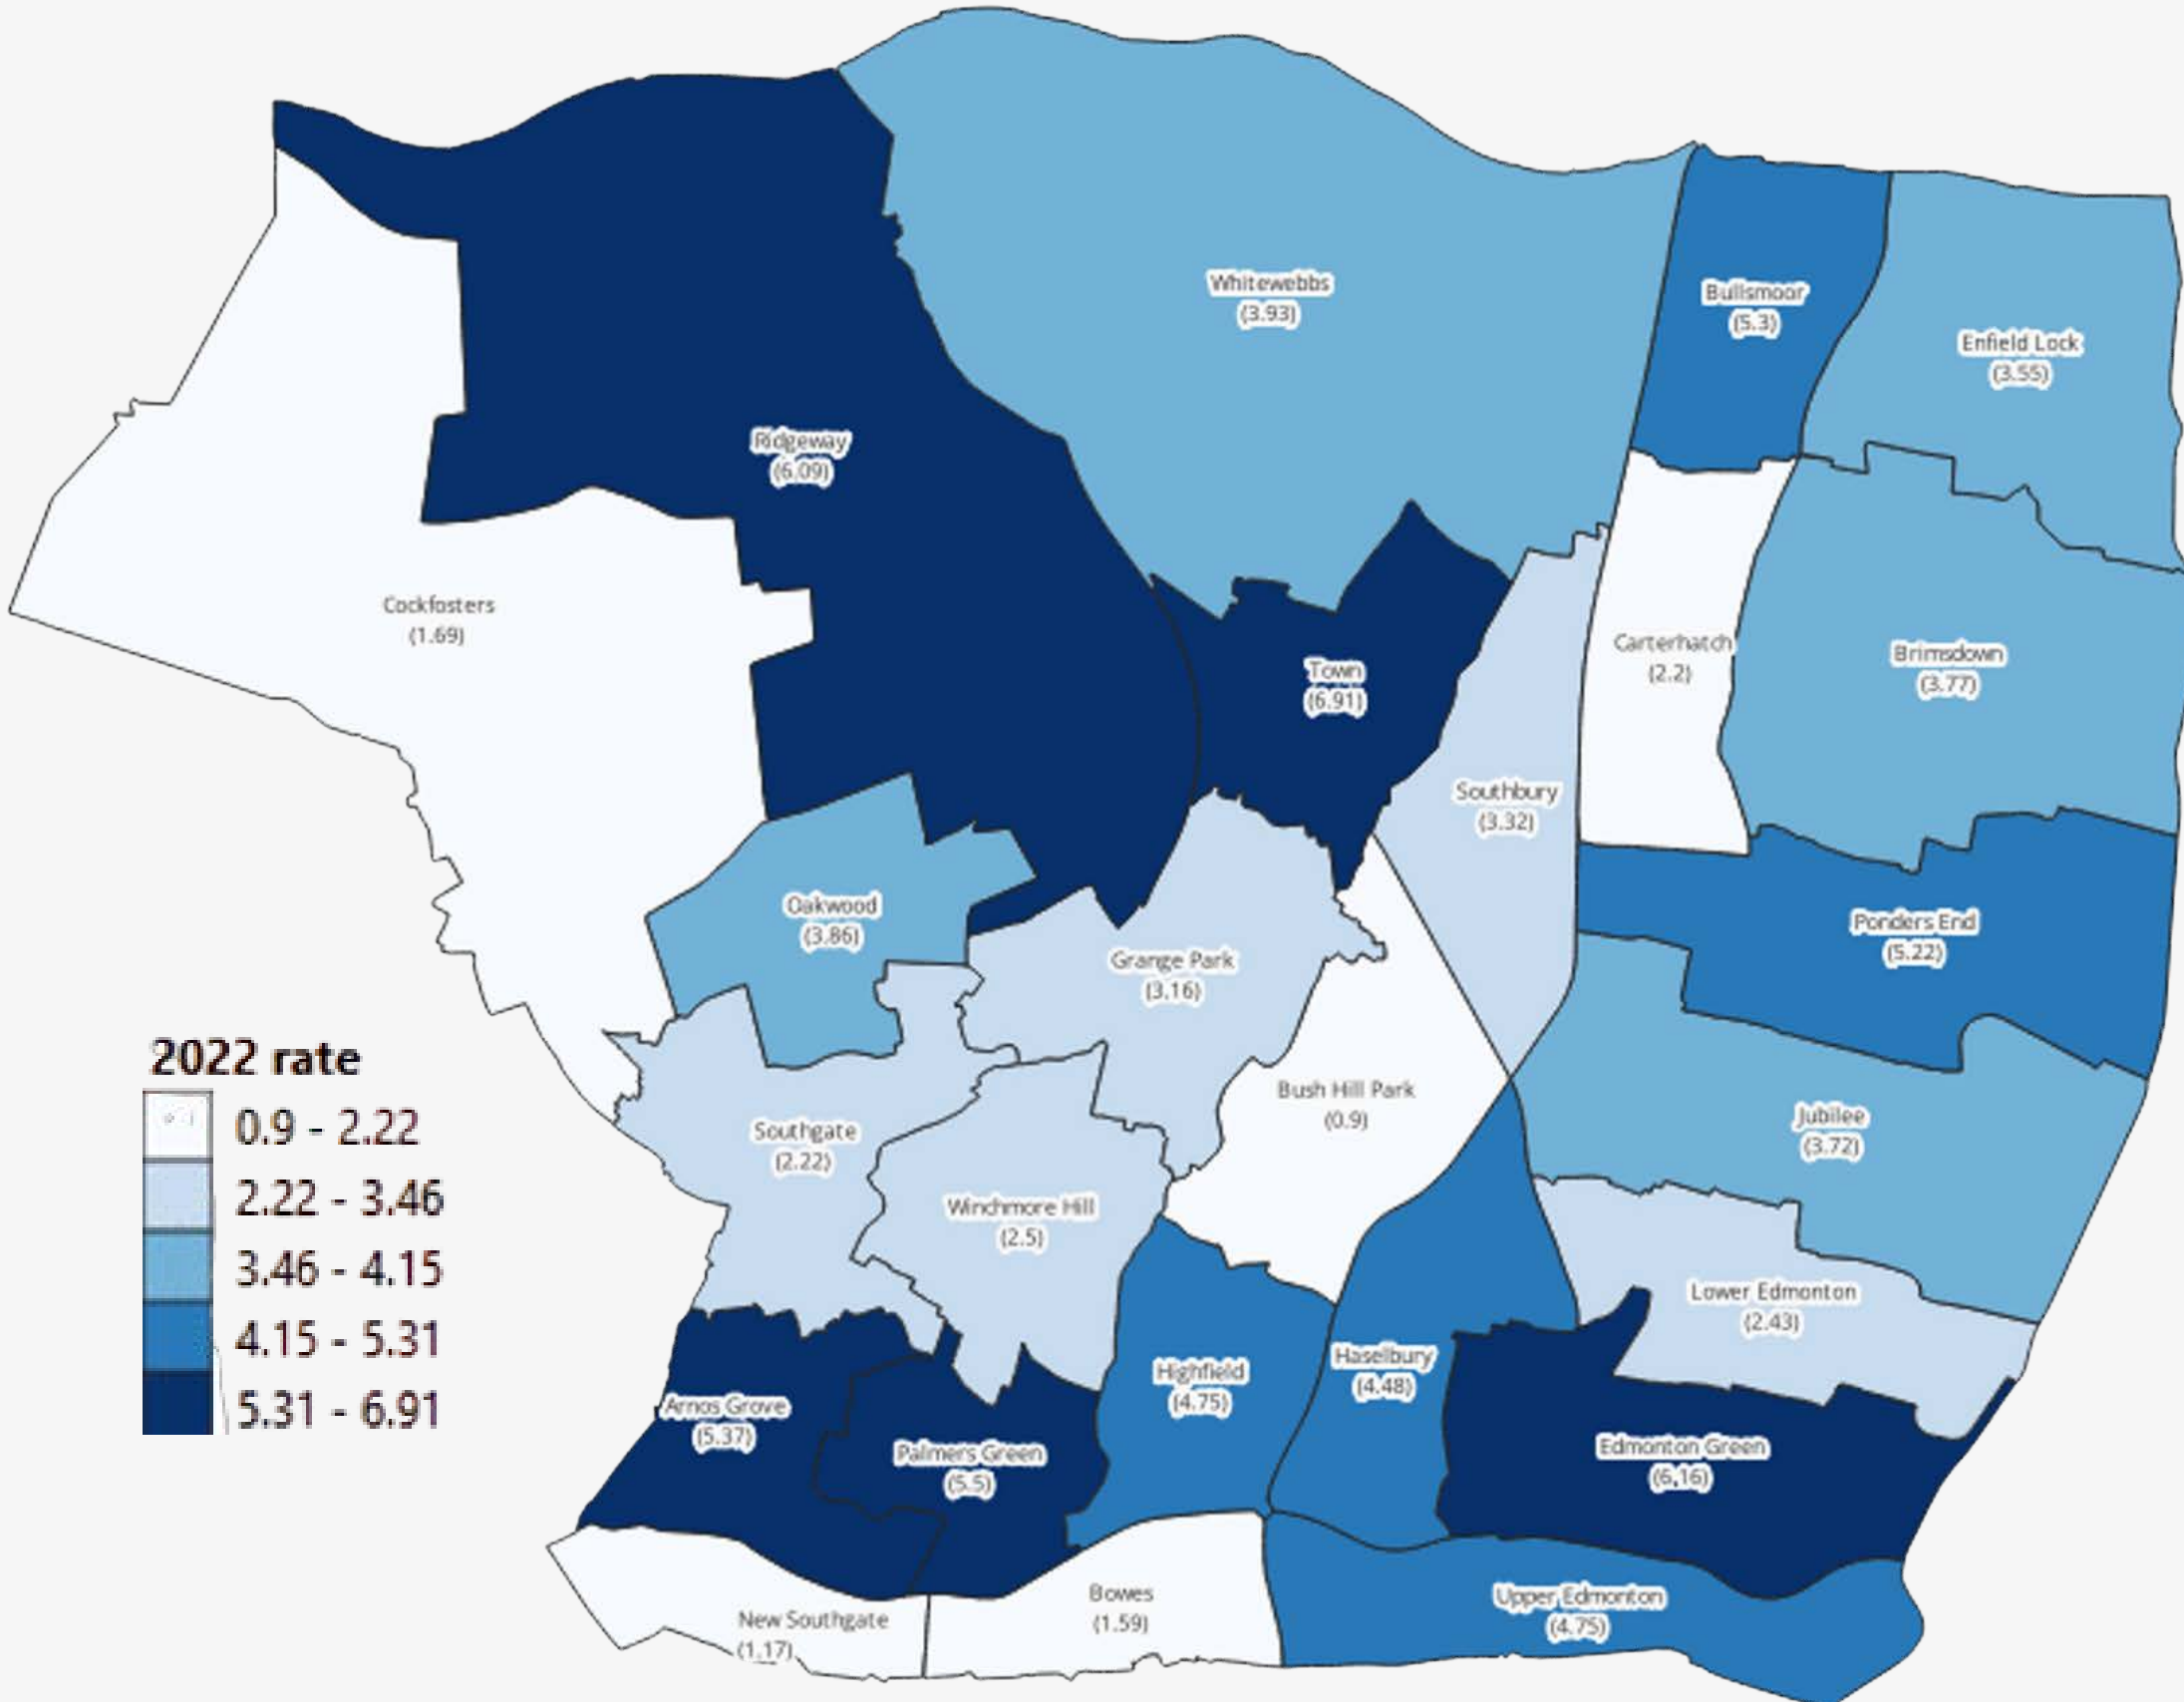 Whitewebbs
(3.93)
Bullsmoor
(5.3)
Enfield Lock
(3.55)
Ridgeway
(6.09)
Cockfosters
(1.69)
Town
(6.91)
Carterhatch
(2.2)
Brimsdown
(3.77)
Southbury
(3.32)
Oakwood
(3.86)
Grange Park
(3.16)
Ponders End
(5.22)
Bush Hill Park
(0.9)
Jubilee
(3.72)
Southgate
(2.22)
Winchmore Hill
(2.5)
Lower Edmonton
(2.43)
Highfield
(4.75)
Haselbury
(4.48)
Arnos Grove
(5.37)
Palmers Green
(5.5)
Edmonton Green
(6.16)
New Southgate
(1.17)
Bowes
(1.59)
Upper Edmonton
(4.75)
2022 rate
0.9 - 2.22
2.22 - 3.46
3.46 - 4.15
4.15 - 5.31
5.31 - 6.91